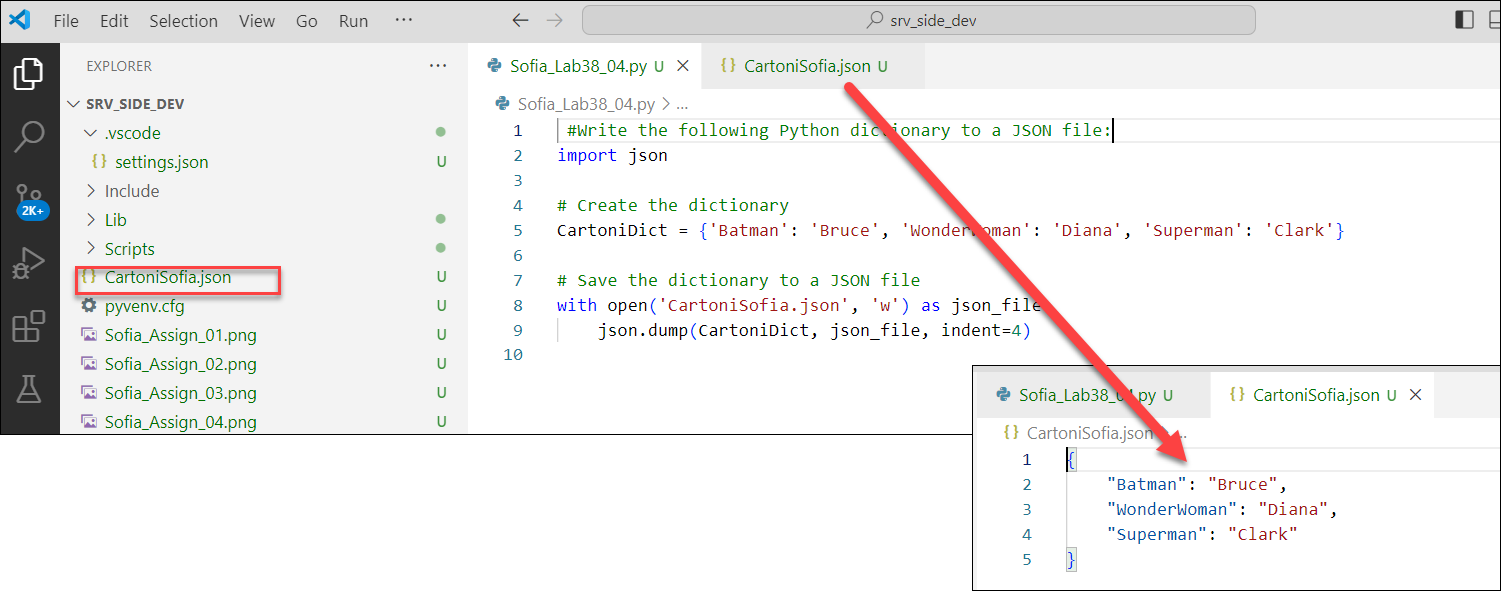 File Edit Selection View Go Run ···
srv_side_dev
EXPLORER ···
SRV_SIDE_DEV
.vscode
{} settings.json U
Include
Lib
Scripts
{} CartoniSofia.json U
pyvenv.cfg U
Sofia_Assign_01.png U
Sofia_Assign_02.png U
Sofia_Assign_03.png U
Sofia_Assign_04.png U
2K+
Sofia_Lab38_04.py U
{} CartoniSofia.json U
Sofia_Lab38_04.py > ...
1 #Write the following Python dictionary to a JSON file:
2 import json
3
4 # Create the dictionary
5 CartoniDict = {'Batman': 'Bruce', 'WonderWoman': 'Diana', 'Superman': 'Clark'}
6
7 # Save the dictionary to a JSON file
8 with open('CartoniSofia.json', 'w') as json_file
9 json.dump(CartoniDict, json_file, indent=4)
10
Sofia_Lab38_04.py U
{} CartoniSofia.json U
{} CartoniSofia.json ...
1 {
2 "Batman": "Bruce",
3 "WonderWoman": "Diana",
4 "Superman": "Clark"
5 }